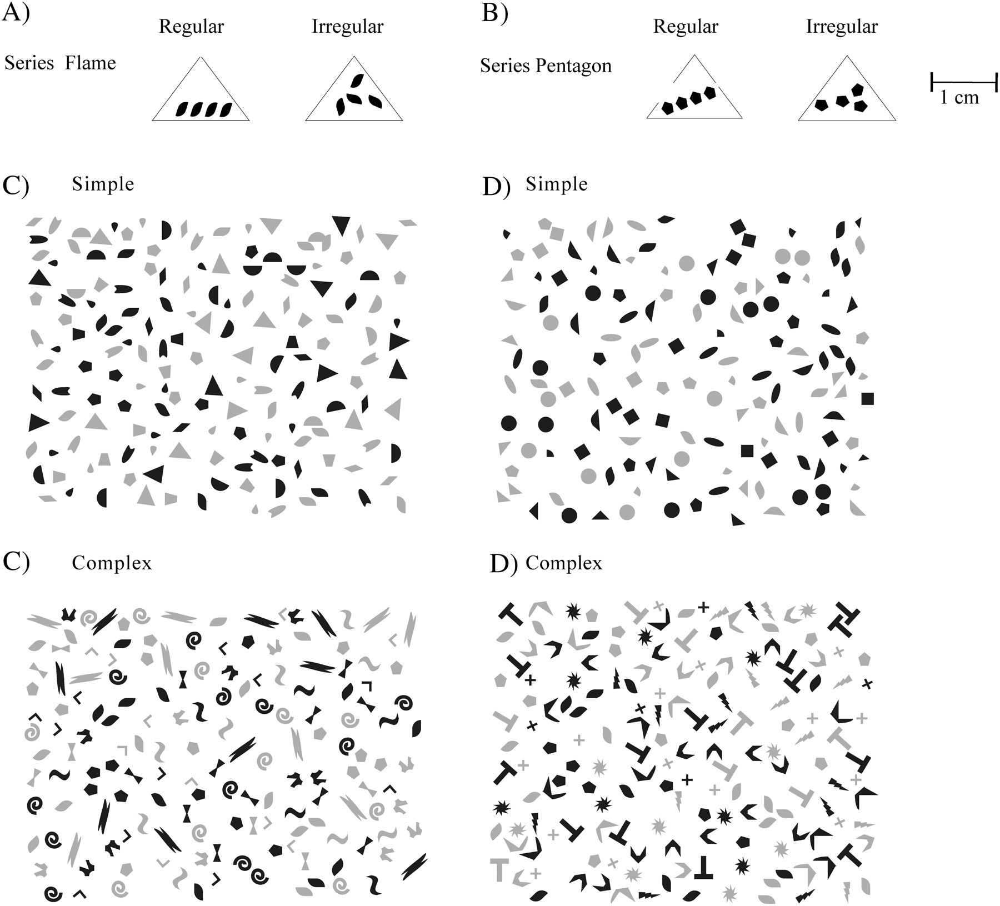 A)
Regular Irregular
Series Flame
B)
Regular Irregular
Series Pentagon
1 cm
C) Simple
D) Simple
C) Complex
D) Complex